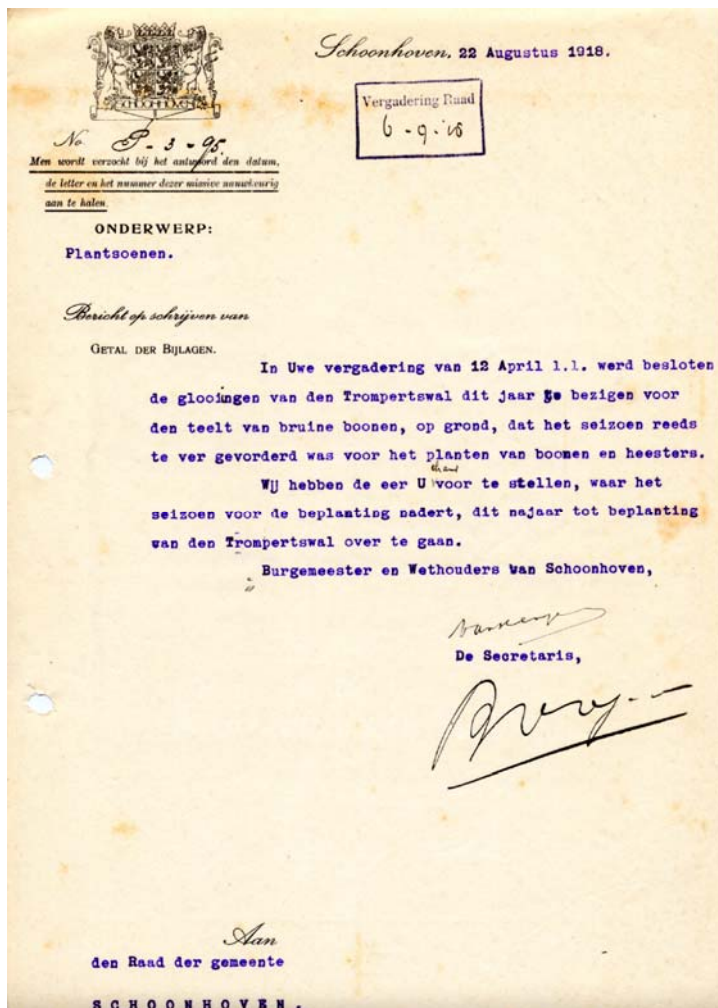 SCHOONHOVEN
Schoonhoven, 22 Augustus 1918.
Vergadering Raad
6-9-18
No. P-3-95.
Men wordt verzocht bij het antwoord den datum,
de letter en het nummer dezer missive nauwkeurig
aan te halen.
ONDERWERP:
Plantsoenen.
Bericht op schrijven van
GETAL DER BIJLAGEN.
In Uwe vergadering van 12 April l.l. werd besloten
de glooingen van den Trompertswal dit jaar te bezigen voor
den teelt van bruine boonen, op grond, dat het seizoen reeds
te ver gevorderd was voor het planten van boomen en heesters.
Wij hebben de eer U thans voor te stellen, waar het
seizoen voor de beplanting nadert, dit najaar tot beplanting
van den Trompertswal over te gaan.
Burgemeester en Wethouders van Schoonhoven,
De Secretaris,
Aan
den Raad der gemeente
SCHOONHOVEN.